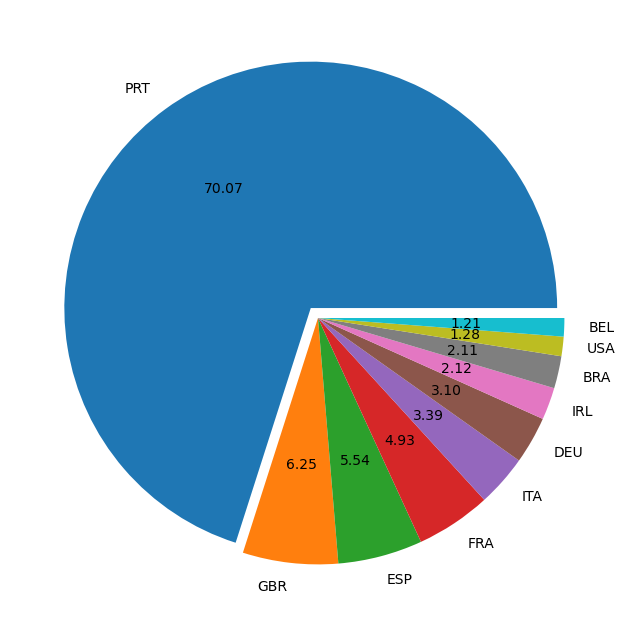 PRT
70.07
1.21
BEL
1.28
USA
2.11
BRA
2.12
IRL
3.10
DEU
3.39
ITA
4.93
FRA
5.54
ESP
6.25
GBR